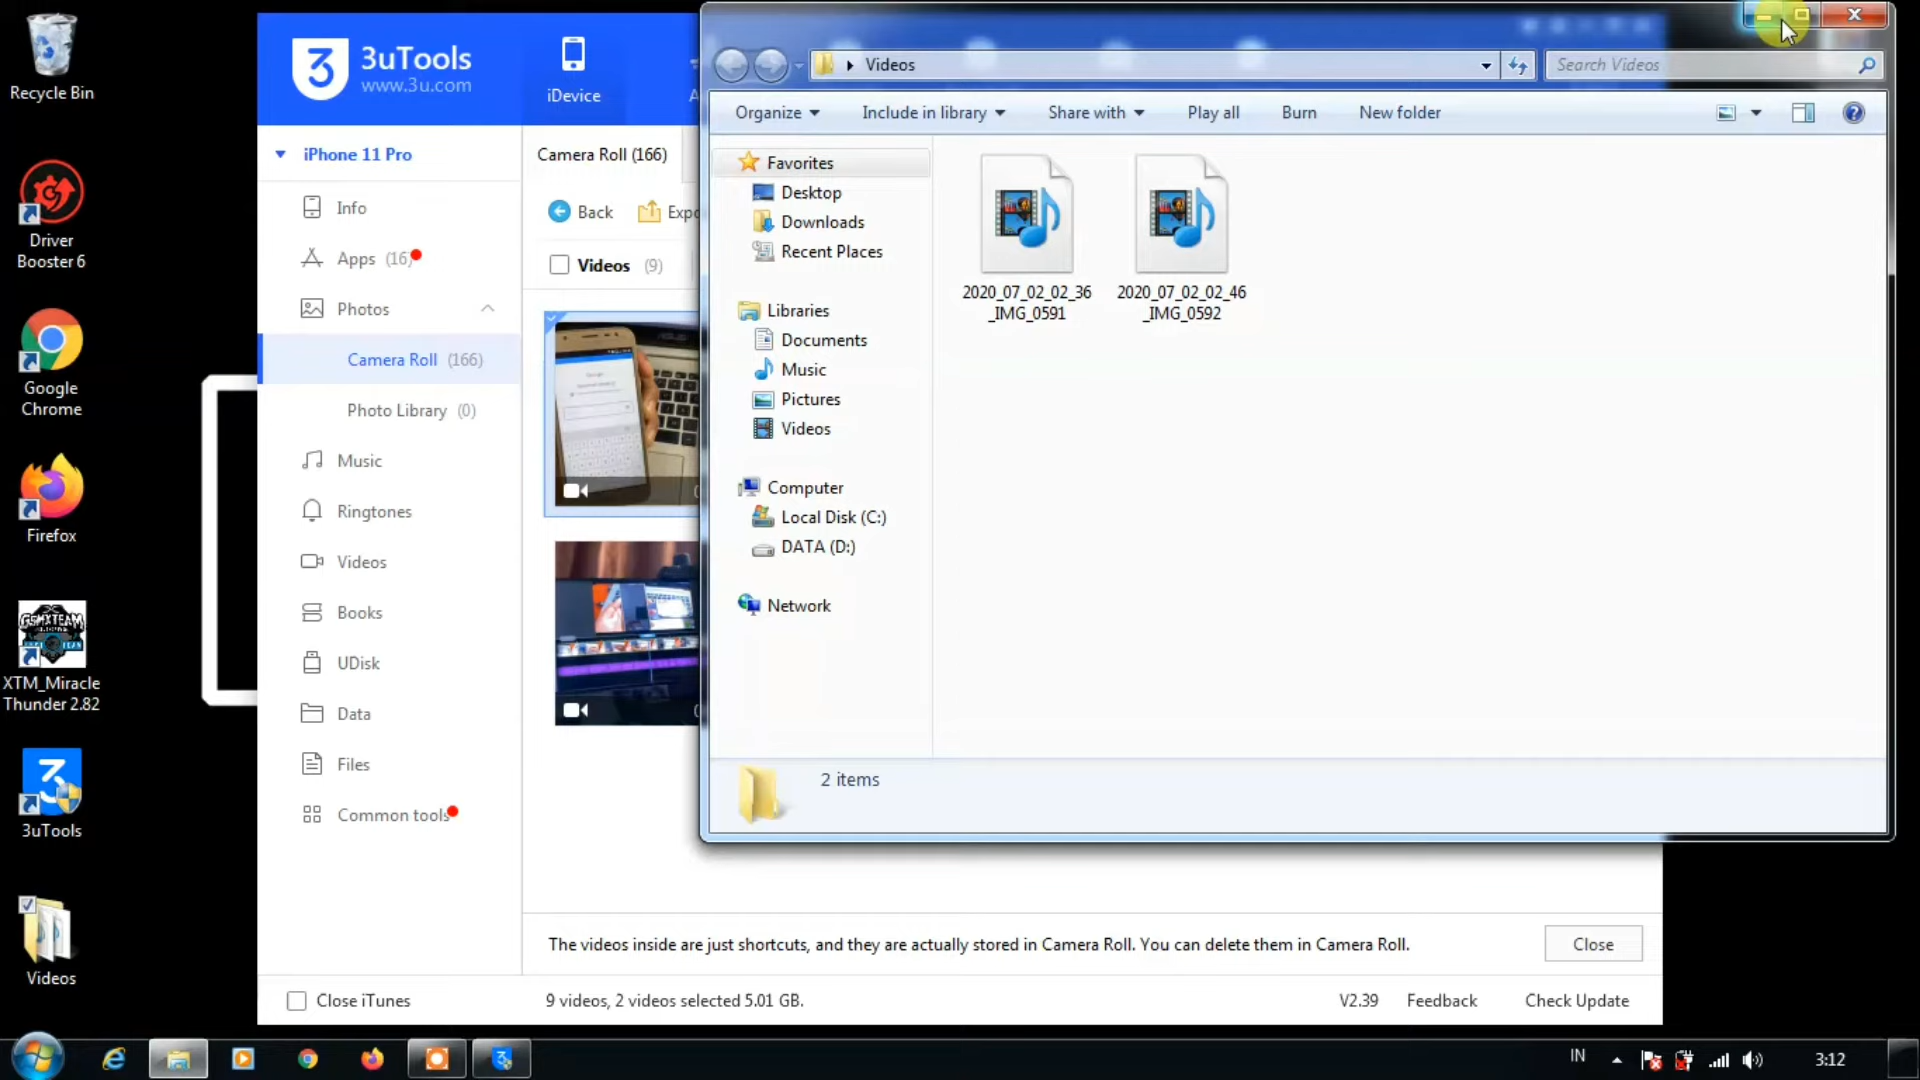 Recycle Bin
Driver
Booster 6
Google
Chrome
Firefox
GSMXTEAM
XTM_Miracle
Thunder 2.82
3uTools
Videos
3
3uTools
www.3u.com
iDevice
iPhone 11 Pro
Info
Apps (16)
Photos
Camera Roll (166)
Photo Library (0)
Music
Ringtones
Videos
Books
UDisk
Data
Files
Common tools
Close iTunes
Camera Roll (166)
Back
Expo
Videos (9)
Videos
Search Videos
Organize
Include in library
Share with
Play all
Burn
New folder
Favorites
Desktop
Downloads
Recent Places
Libraries
Documents
Music
Pictures
Videos
Computer
Local Disk (C:)
DATA (D:)
Network
2020_07_02_02_36
_IMG_0591
2020_07_02_02_46
_IMG_0592
2 items
The videos inside are just shortcuts, and they are actually stored in Camera Roll. You can delete them in Camera Roll.
Close
9 videos, 2 videos selected 5.01 GB.
V2.39
Feedback
Check Update
IN
3:12